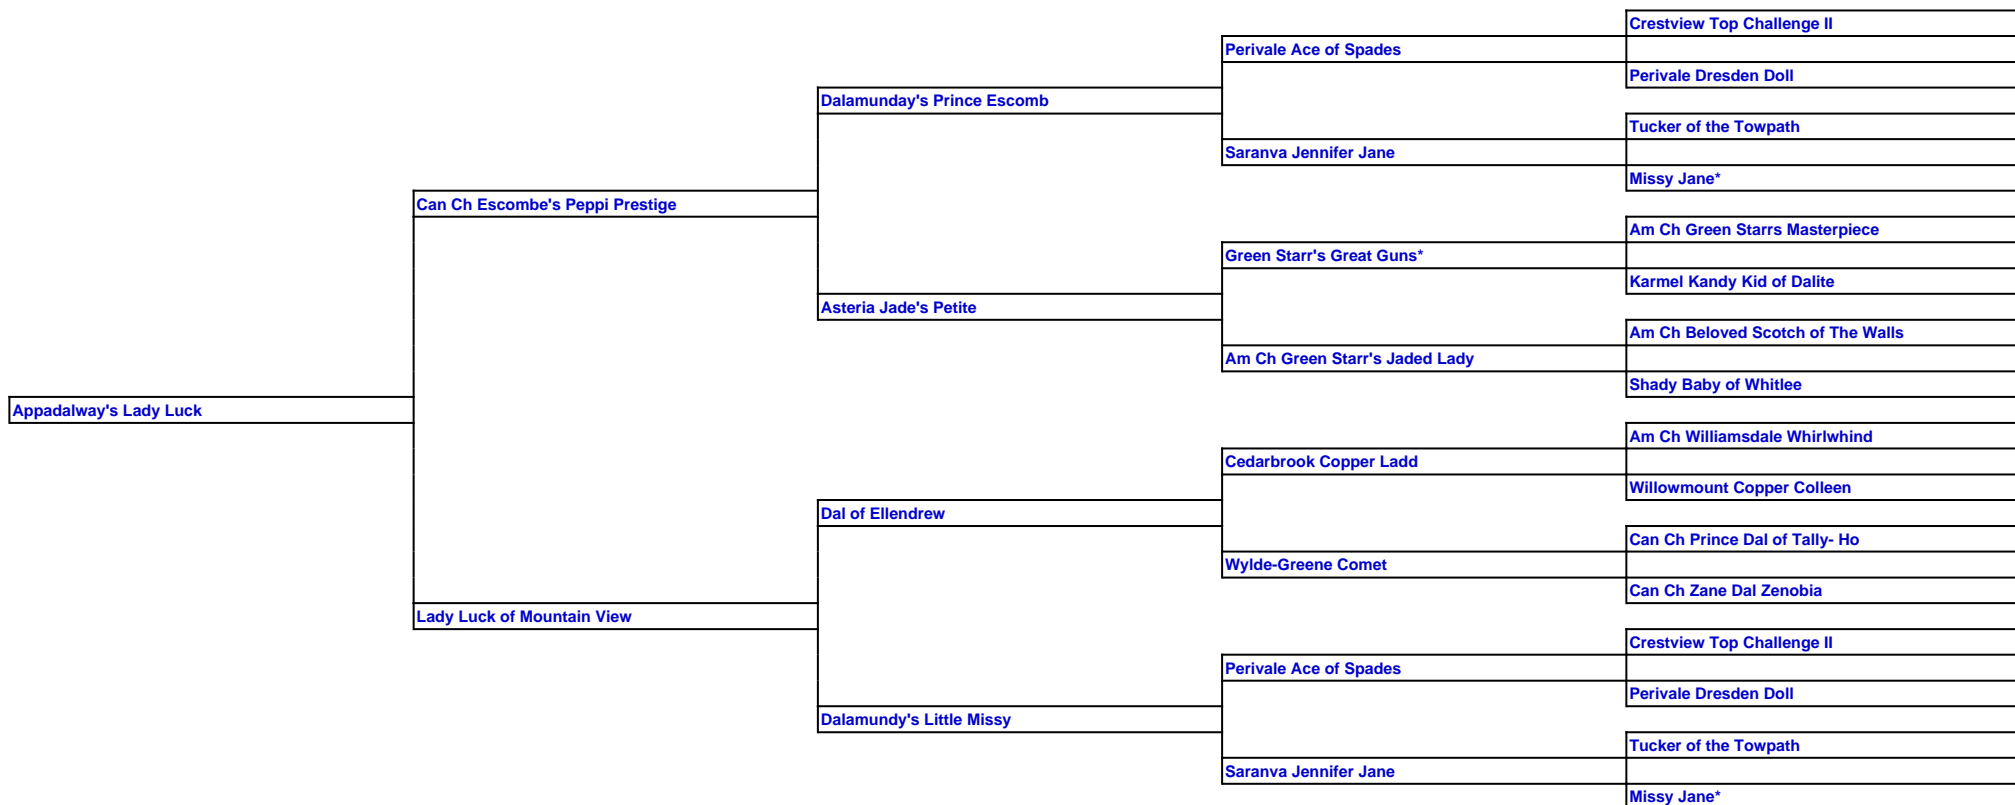 Crestview Top Challenge II
Perivale Ace of Spades
Perivale Dresden Doll
Dalamunday's Prince Escomb
Tucker of the Towpath
Saranva Jennifer Jane
Missy Jane*
Can Ch Escombe's Peppi Prestige
Am Ch Green Starrs Masterpiece
Green Starr's Great Guns*
Karmel Kandy Kid of Dalite
Asteria Jade's Petite
Am Ch Beloved Scotch of The Walls
Am Ch Green Starr's Jaded Lady
Shady Baby of Whitlee
Appadalway's Lady Luck
Am Ch Williamsdale Whirlwhind
Cedarbrook Copper Ladd
Willowmount Copper Colleen
Dal of Ellendrew
Can Ch Prince Dal of Tally- Ho
Wylde-Greene Comet
Can Ch Zane Dal Zenobia
Lady Luck of Mountain View
Crestview Top Challenge II
Perivale Ace of Spades
Perivale Dresden Doll
Dalamundy's Little Missy
Tucker of the Towpath
Saranva Jennifer Jane
Missy Jane*